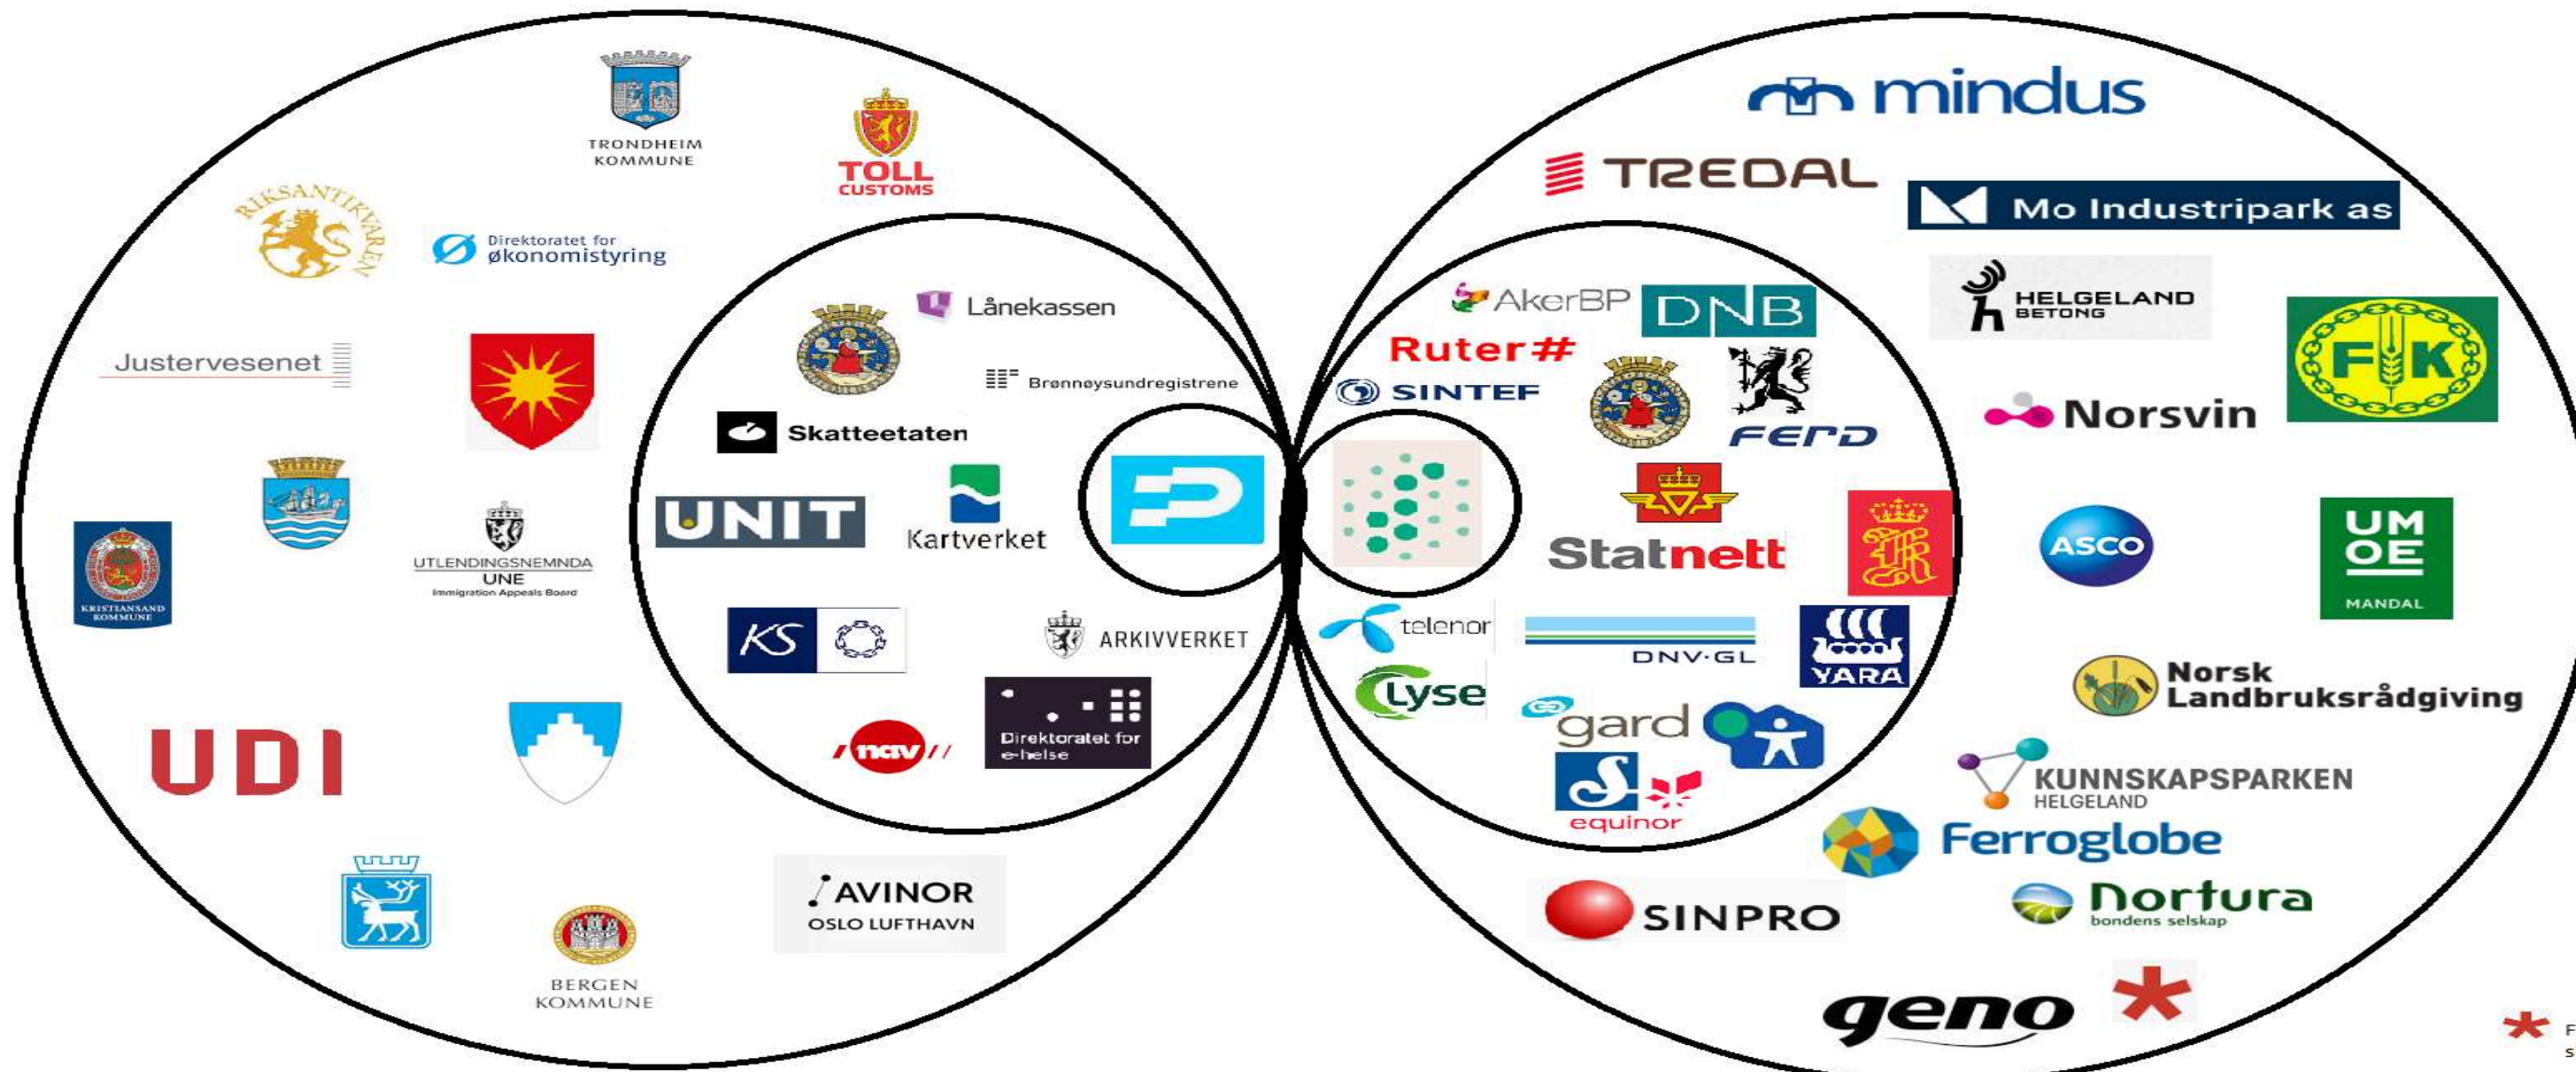 TRONDHEIM
KOMMUNE
TOLL
CUSTOMS
RIKSANTIKVAREN
Direktoratet for
økonomistyring
Justervesenet
KRISTIANSAND
KOMMUNE
UTLENDINGSNEMNDA
UNE
Immigration Appeals Board
UDI
BERGEN
KOMMUNE
AVINOR
OSLO LUFTHAVN
Lånekassen
Brønnøysundregistrene
Skatteetaten
UNIT
Kartverket
KS
ARKIVVERKET
nav
Direktoratet for
e-helse
AkerBP
DNB
Ruter#
SINTEF
FERD
Statnett
telenor
DNV·GL
YARA
Lyse
gard
equinor
mindus
TREDAL
Mo Industripark as
HELGELAND
BETONG
FK
Norsvin
ASCO
UM
OE
MANDAL
Norsk
Landbruksrådgiving
KUNNSKAPSPARKEN
HELGELAND
Ferroglobe
Nortura
bondens selskap
SINPRO
geno
F
s